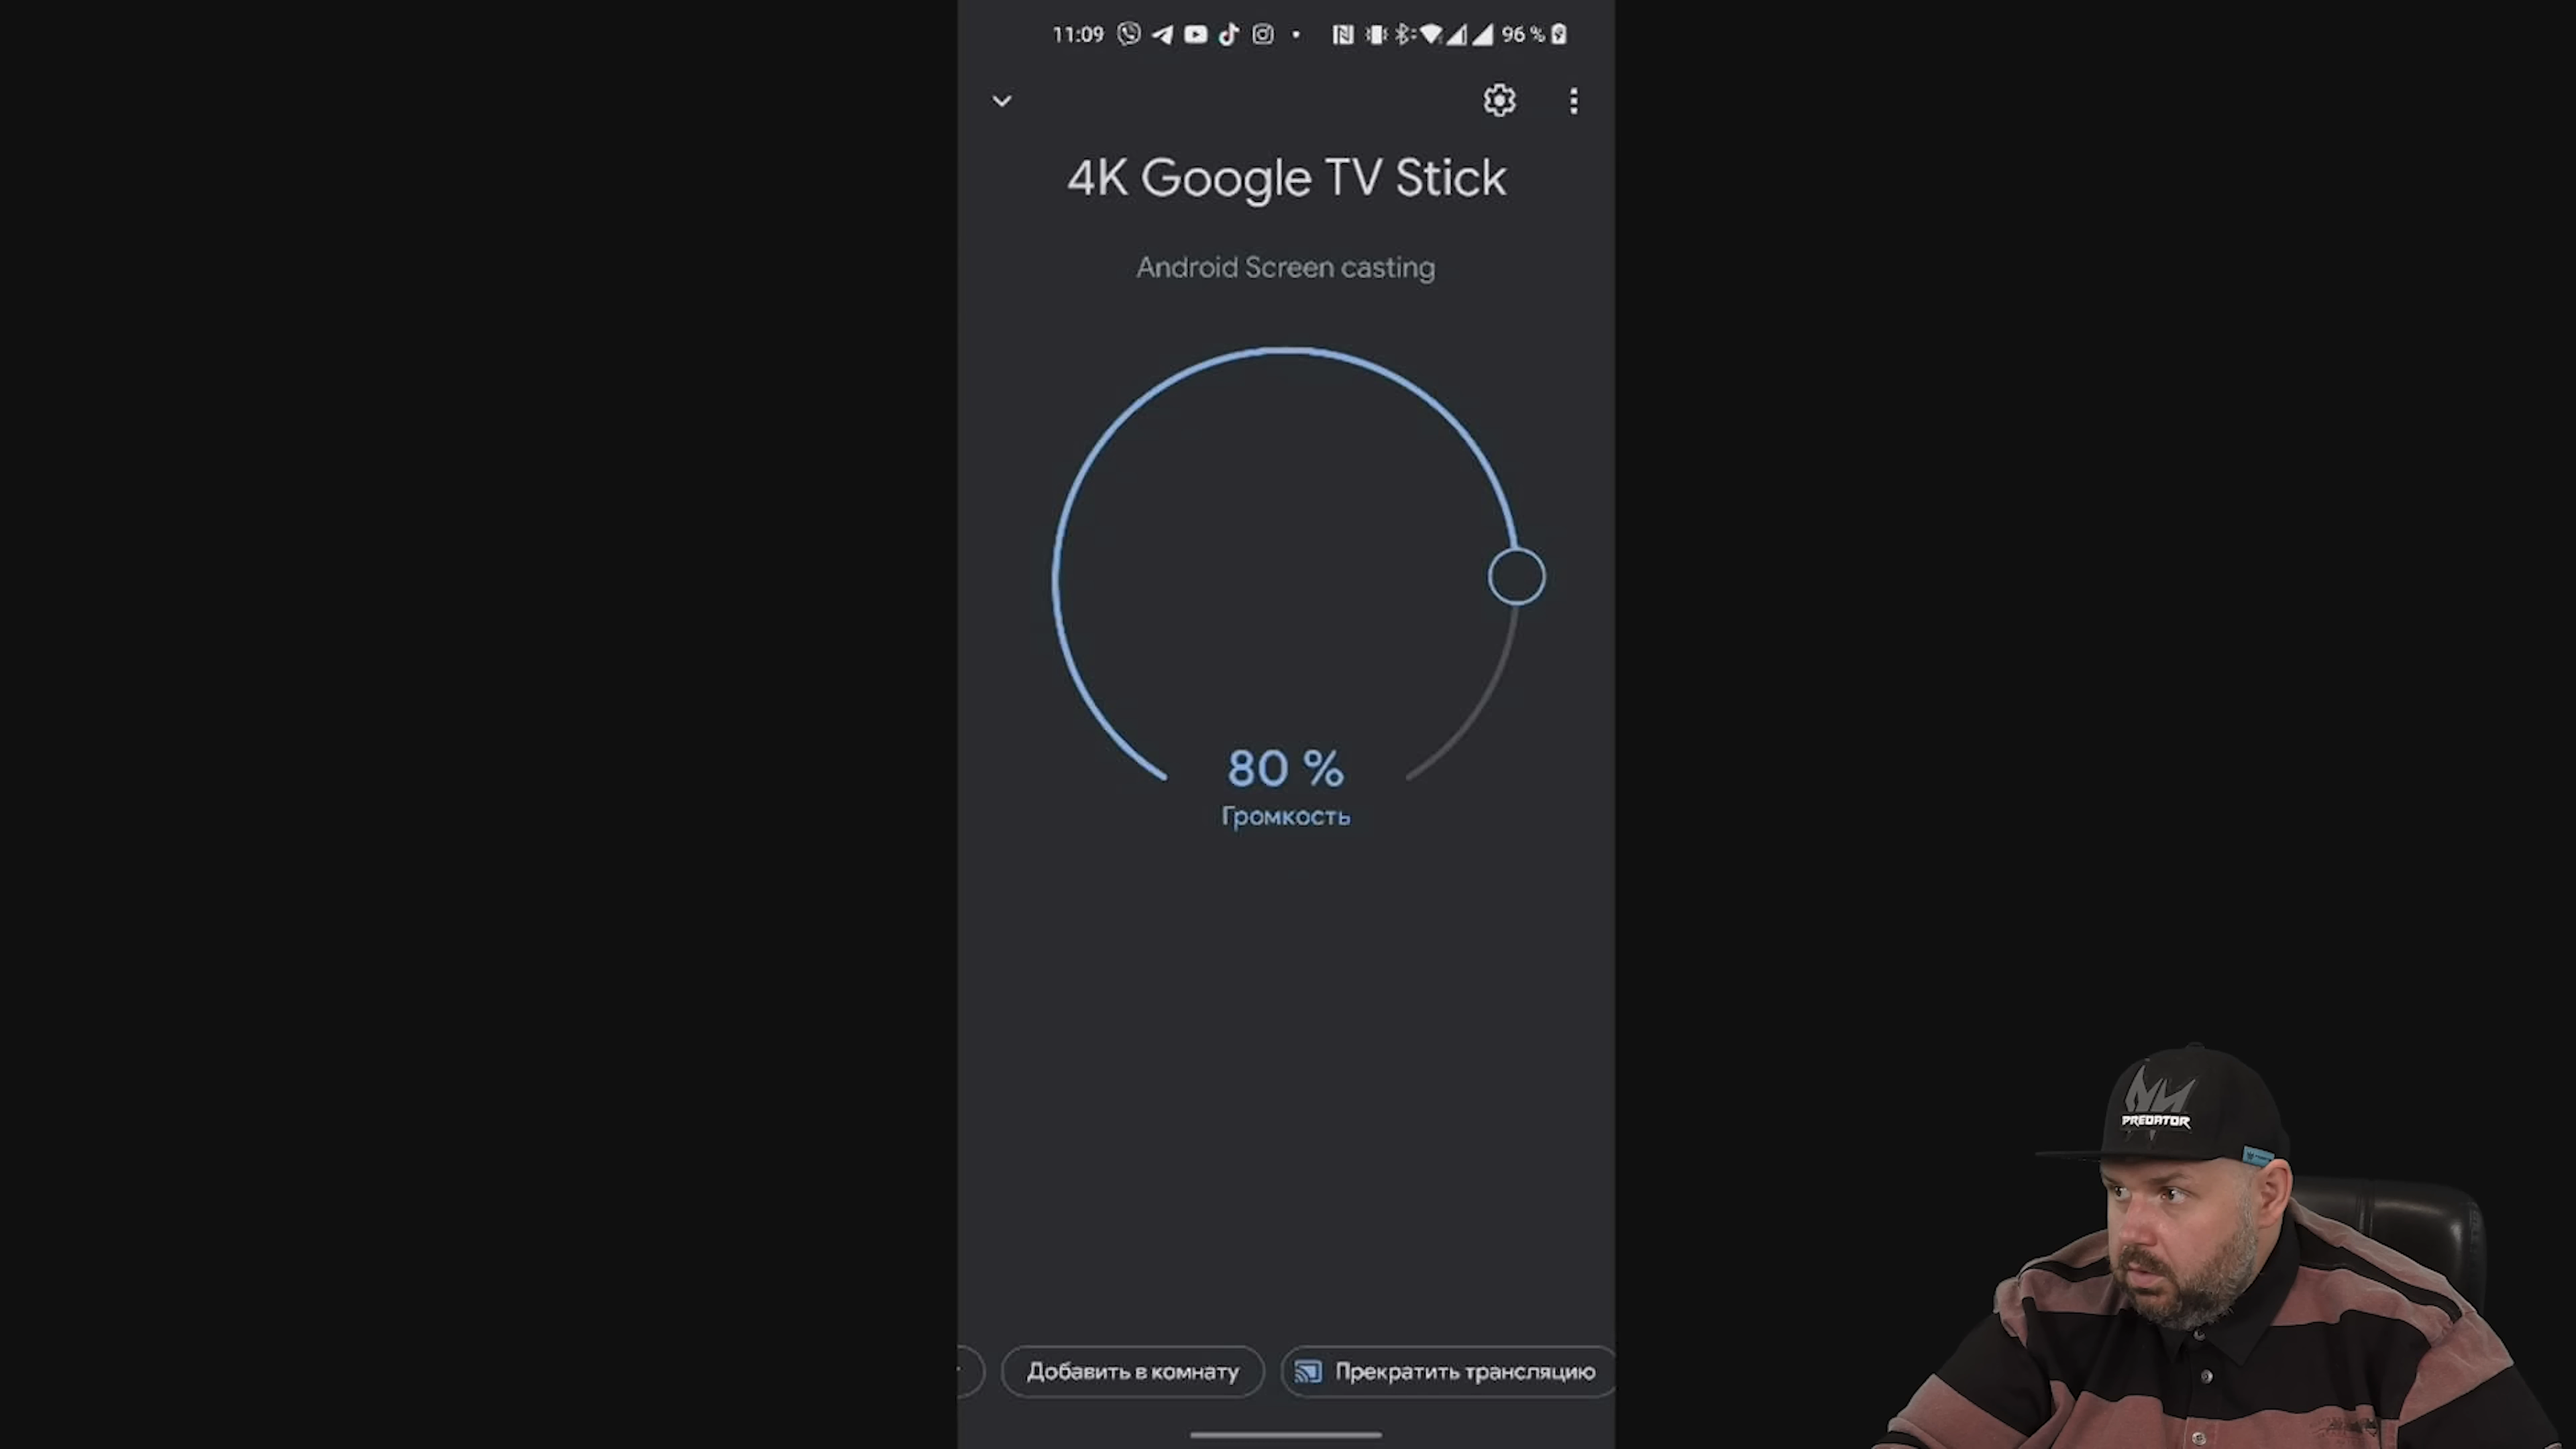 11:09 96 %
4K Google TV Stick
Android Screen casting
80 %
Громкость
Добавить в комнату
Прекратить трансляцию
PREDATOR